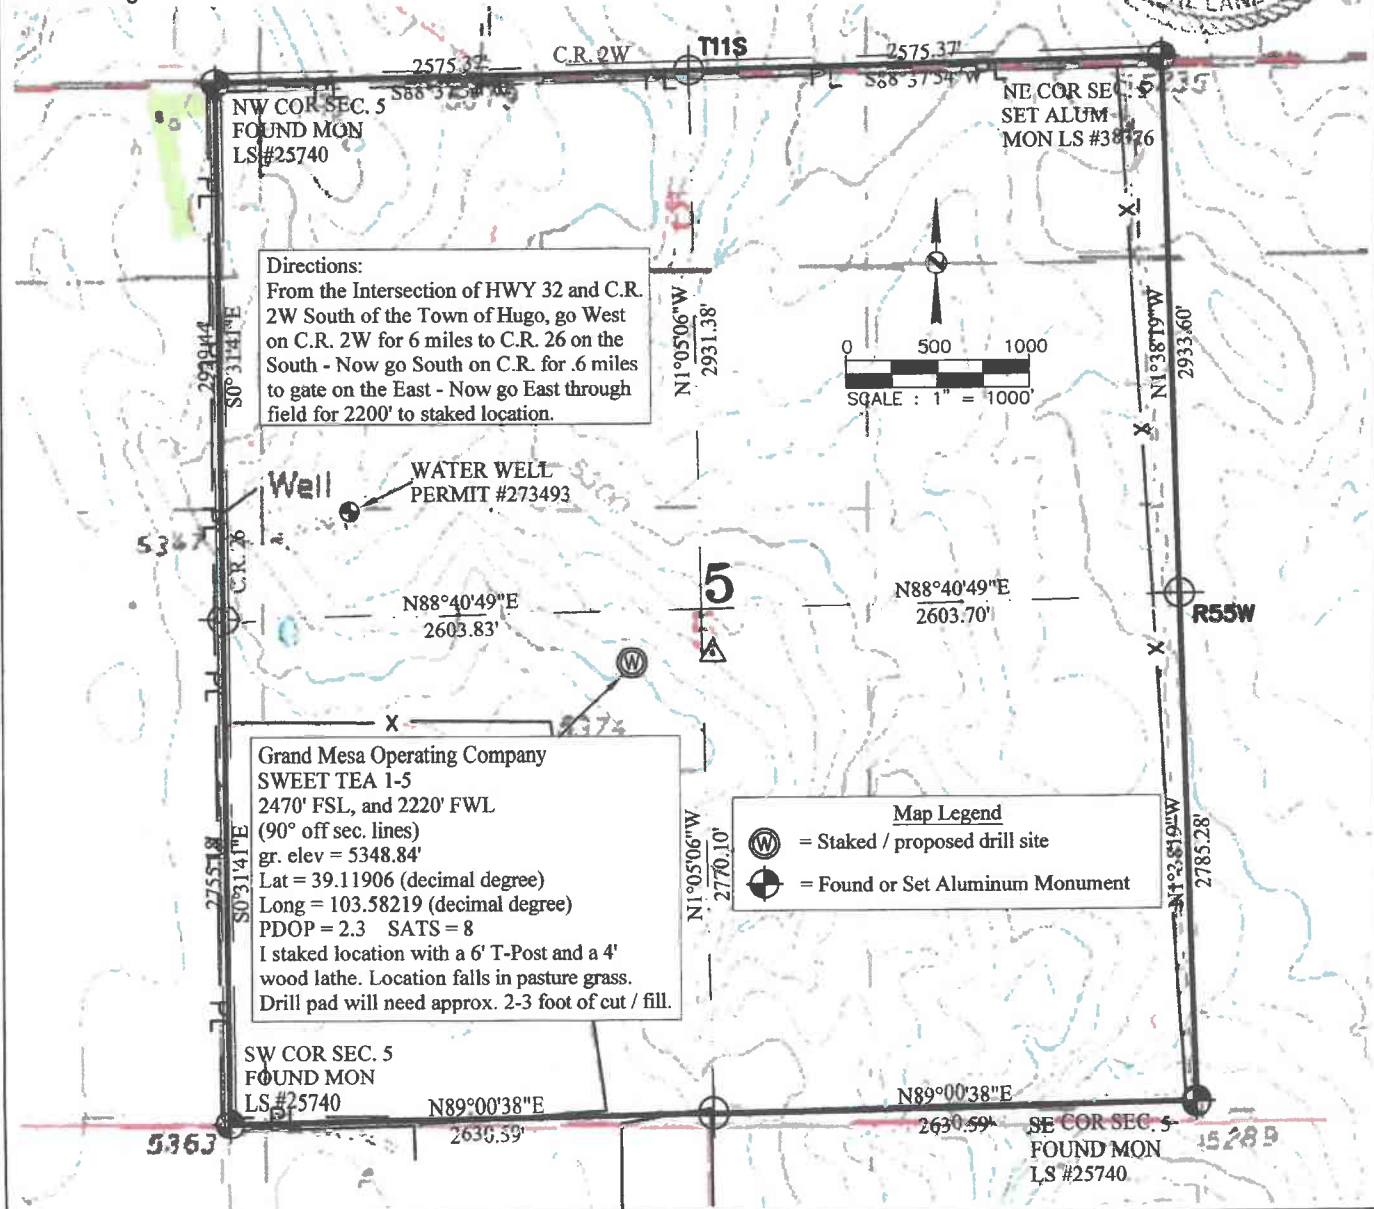 T11S
2575.37'
C.R. 2W
2575.37'
S88°37'54"W
NW COR SEC. 5
FOUND MON
LS #25740
NE COR SEC. 5
SET ALUM
MON LS #38376
Directions:
From the Intersection of HWY 32 and C.R.
2W South of the Town of Hugo, go West
on C.R. 2W for 6 miles to C.R. 26 on the
South - Now go South on C.R. for .6 miles
to gate on the East - Now go East through
field for 2200' to staked location.
S0°31'41"E
N1°05'06"W
2931.38'
N1°38'19"W
2933.60'
0 500 1000
SCALE : 1" = 1000'
Well
WATER WELL
PERMIT #273493
C.R. 26
5
N88°40'49"E
2603.83'
N88°40'49"E
2603.70'
R55W
W
X
5374
Grand Mesa Operating Company
SWEET TEA 1-5
2470' FSL, and 2220' FWL
(90° off sec. lines)
gr. elev = 5348.84'
Lat = 39.11906 (decimal degree)
Long = 103.58219 (decimal degree)
PDOP = 2.3 SATS = 8
I staked location with a 6' T-Post and a 4'
wood lathe. Location falls in pasture grass.
Drill pad will need approx. 2-3 foot of cut / fill.
2755.18
S0°31'41"E
N1°05'06"W
2770.10'
Map Legend
W = Staked / proposed drill site
= Found or Set Aluminum Monument
N1°38'19"W
2785.28'
SW COR SEC. 5
FOUND MON
LS #25740
5363
N89°00'38"E
2630.59'
N89°00'38"E
2630.59'
SE COR SEC. 5
FOUND MON
LS #25740
5289